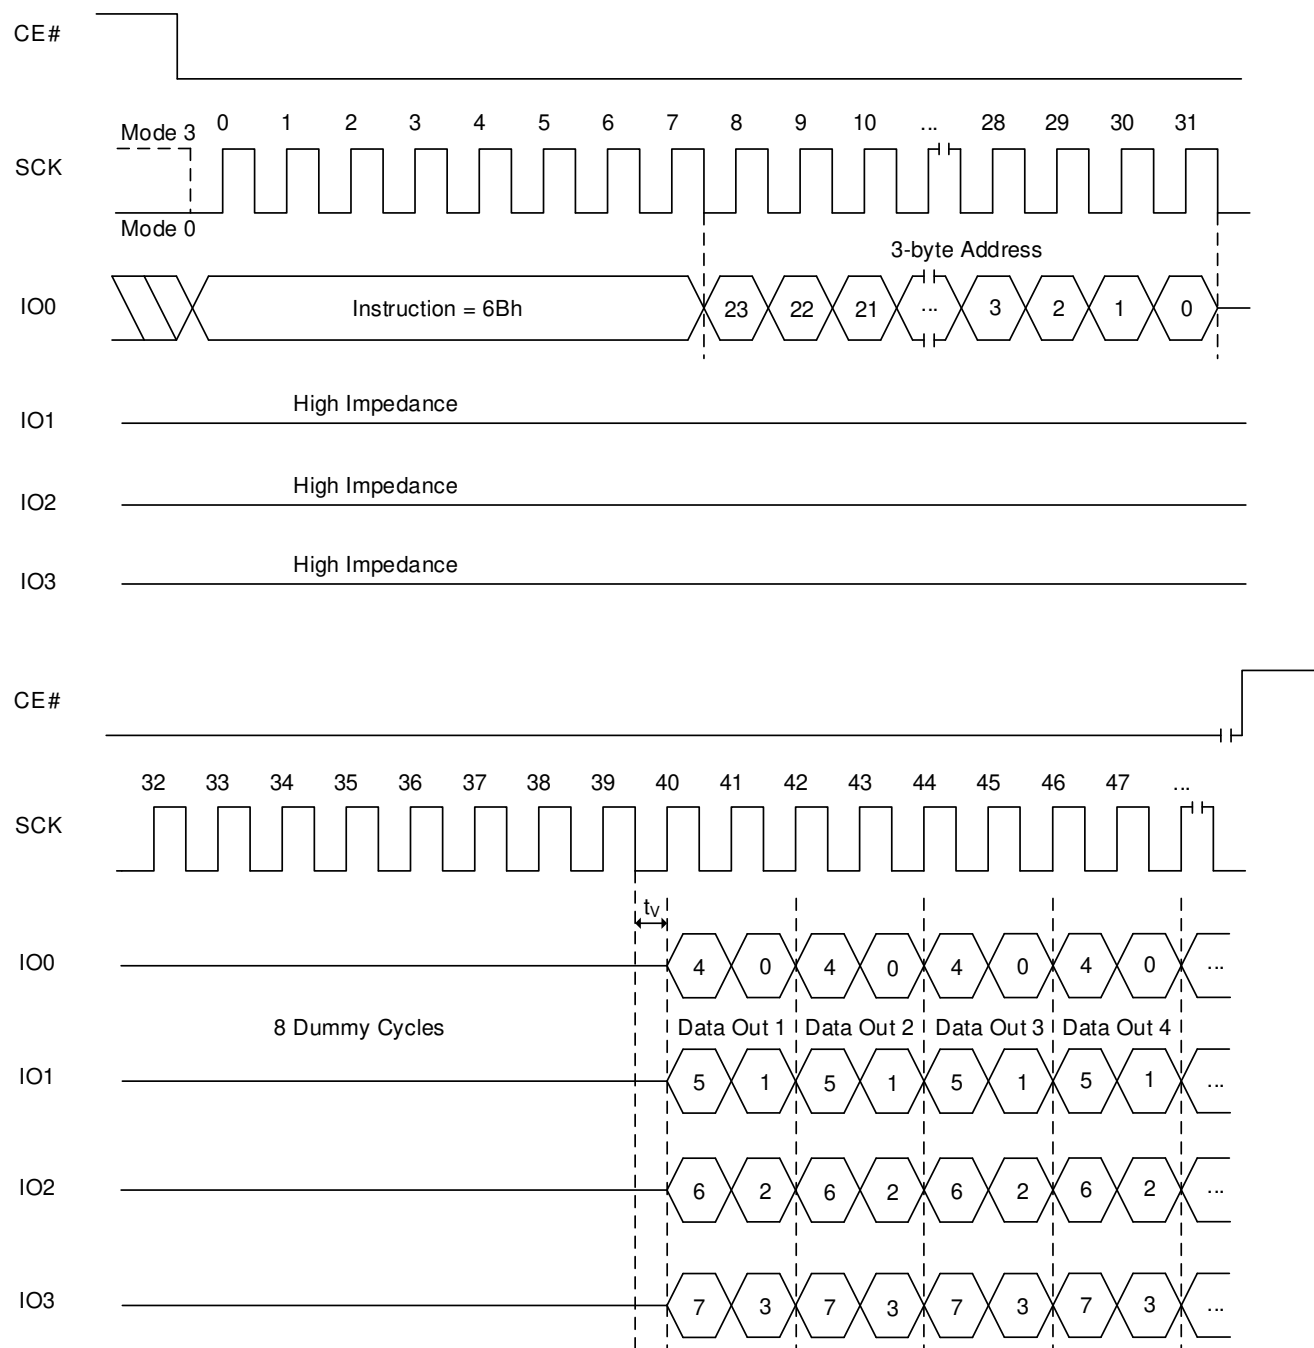 CE#
Mode 3 0 1 2 3 4 5 6 7 8 9 10 ... 28 29 30 31
SCK
Mode 0
3-byte Address
IO0 Instruction = 6Bh 23 22 21 ... 3 2 1 0
High Impedance
IO1
High Impedance
IO2
High Impedance
IO3
CE#
32 33 34 35 36 37 38 39 40 41 42 43 44 45 46 47 ...
SCK
tV
IO0 4 0 4 0 4 0 4 0 ...
8 Dummy Cycles Data Out 1 Data Out 2 Data Out 3 Data Out 4
IO1 5 1 5 1 5 1 5 1 ...
IO2 6 2 6 2 6 2 6 2 ...
IO3 7 3 7 3 7 3 7 3 ...